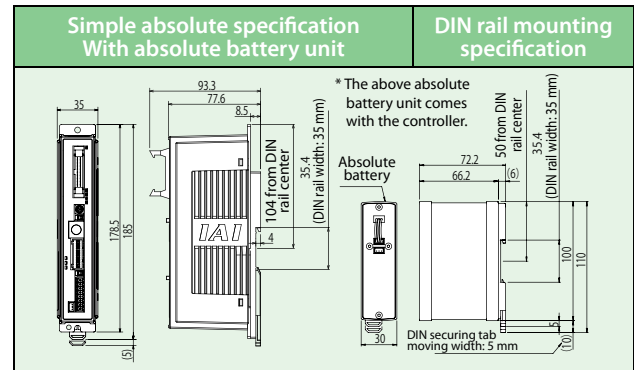 Simple absolute specification
With absolute battery unit
DIN rail mounting
specification
93.3
77.6
8.5
35
178.5
185
(5)
104 from DIN
rail center
35.4
(DIN rail width: 35 mm)
4
IAI
* The above absolute
battery unit comes
with the controller.
Absolute
battery
30
72.2
66.2
(6)
50 from DIN
rail center
35.4
(DIN rail width: 35 mm)
100
110
5
(10)
DIN securing tab
moving width: 5 mm